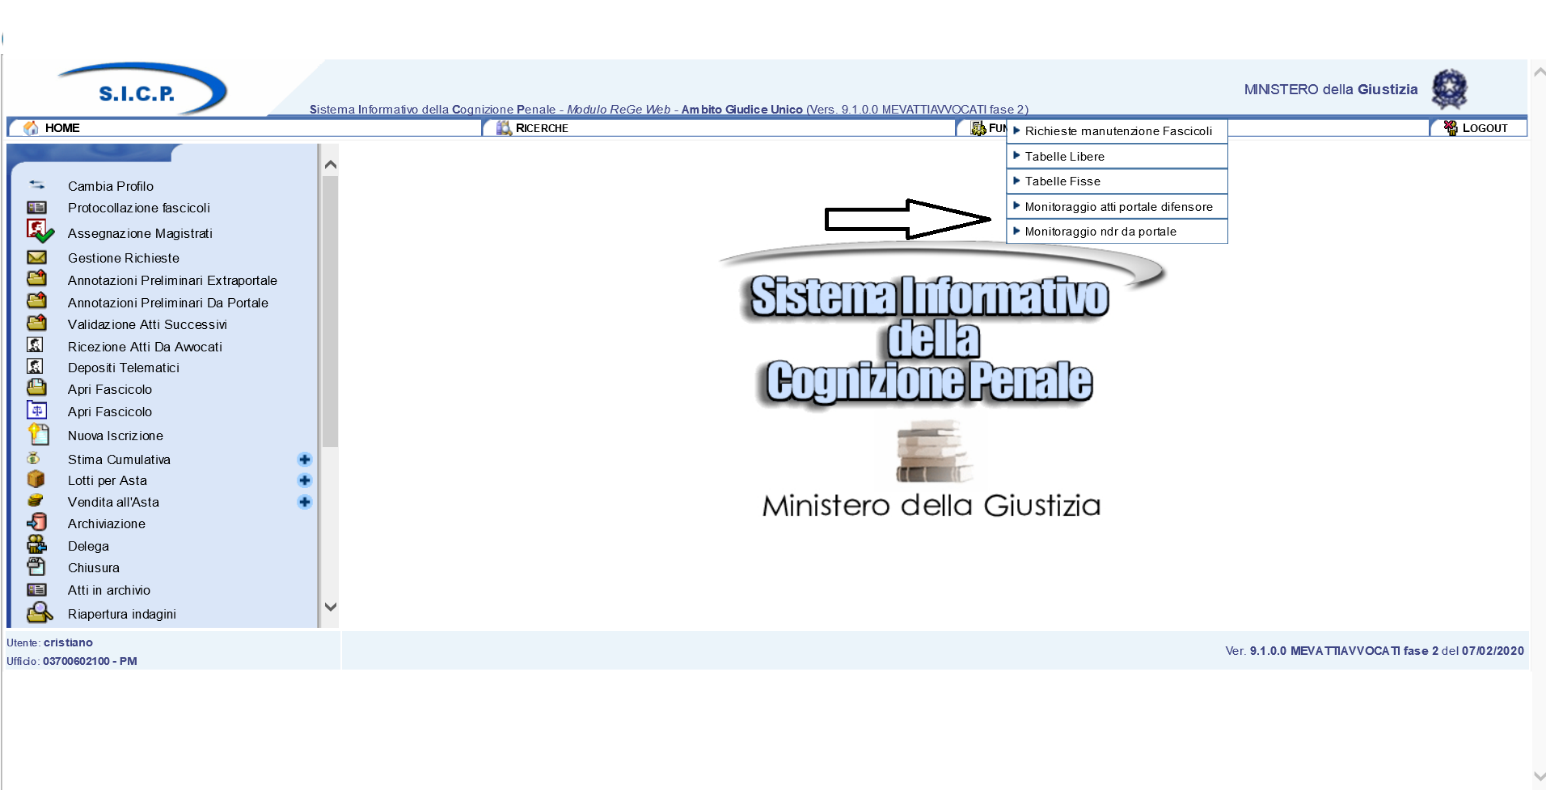 S.I.C.P.
Sistema Informativo della Cognizione Penale - Modulo ReGe Web - Ambito Giudice Unico (Vers. 9.1.0.0 MEVATTIAVVOCATI fase 2)
MINISTERO della Giustizia
HOME
RICERCHE
FUN
LOGOUT
Richieste manutenzione Fascicoli
Tabelle Libere
Tabelle Fisse
Monitoraggio atti portale difensore
Monitoraggio ndr da portale
Cambia Profilo
Protocollazione fascicoli
Assegnazione Magistrati
Gestione Richieste
Annotazioni Preliminari Extraportale
Annotazioni Preliminari Da Portale
Validazione Atti Successivi
Ricezione Atti Da Avvocati
Depositi Telematici
Apri Fascicolo
Apri Fascicolo
Nuova Iscrizione
Stima Cumulativa
Lotti per Asta
Vendita all'Asta
Archiviazione
Delega
Chiusura
Atti in archivio
Riapertura indagini
Sistema Informativo
della
Cognizione Penale
Ministero della Giustizia
Utente: cristiano
Ufficio: 03700602100 - PM
Ver. 9.1.0.0 MEVATTIAVVOCATI fase 2 del 07/02/2020